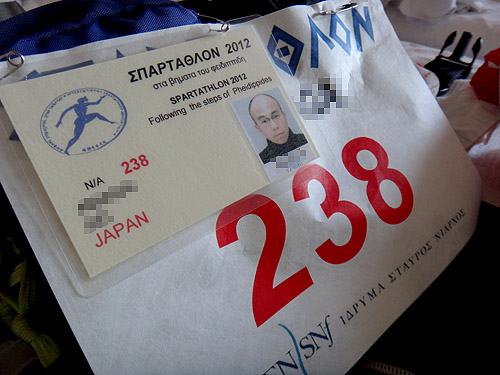 ΣΠΑΡΤΑΘΛΟΝ 2012
στα βήματα του φειδιππίδη
SPARTATHLON 2012
Following the steps of Pheidippides
N/A 238
JAPAN
ΘΛΟΝ
238
SNf ΙΔΡΥΜΑ ΣΤΑΥΡΟΣ ΝΙΑΡΧΟΣ